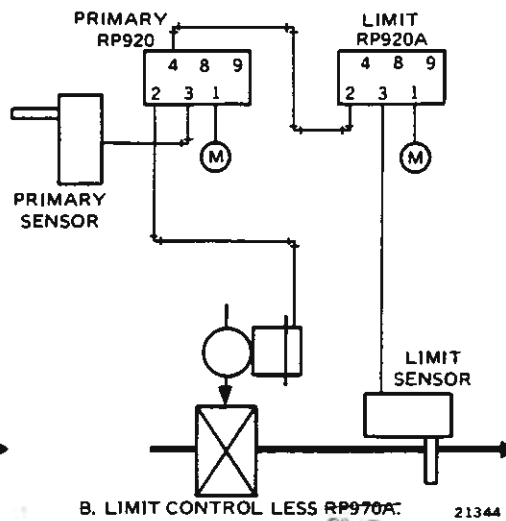 PRIMARY
RP920
LIMIT
RP920A
4 8 9
2 3 1
4 8 9
2 3 1
M
M
PRIMARY
SENSOR
LIMIT
SENSOR
B. LIMIT CONTROL LESS RP970A.
21344